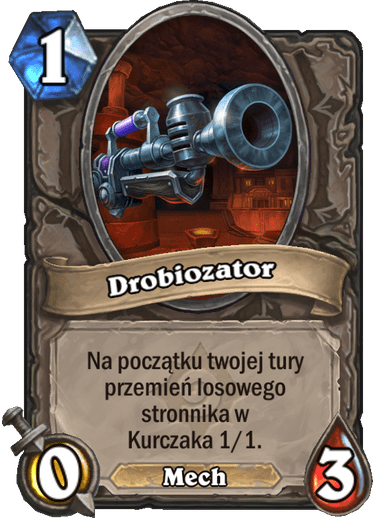 1
Drobiozator
Na początku twojej tury
przemień losowego
stronnika w
Kurczaka 1/1.
0
Mech
3